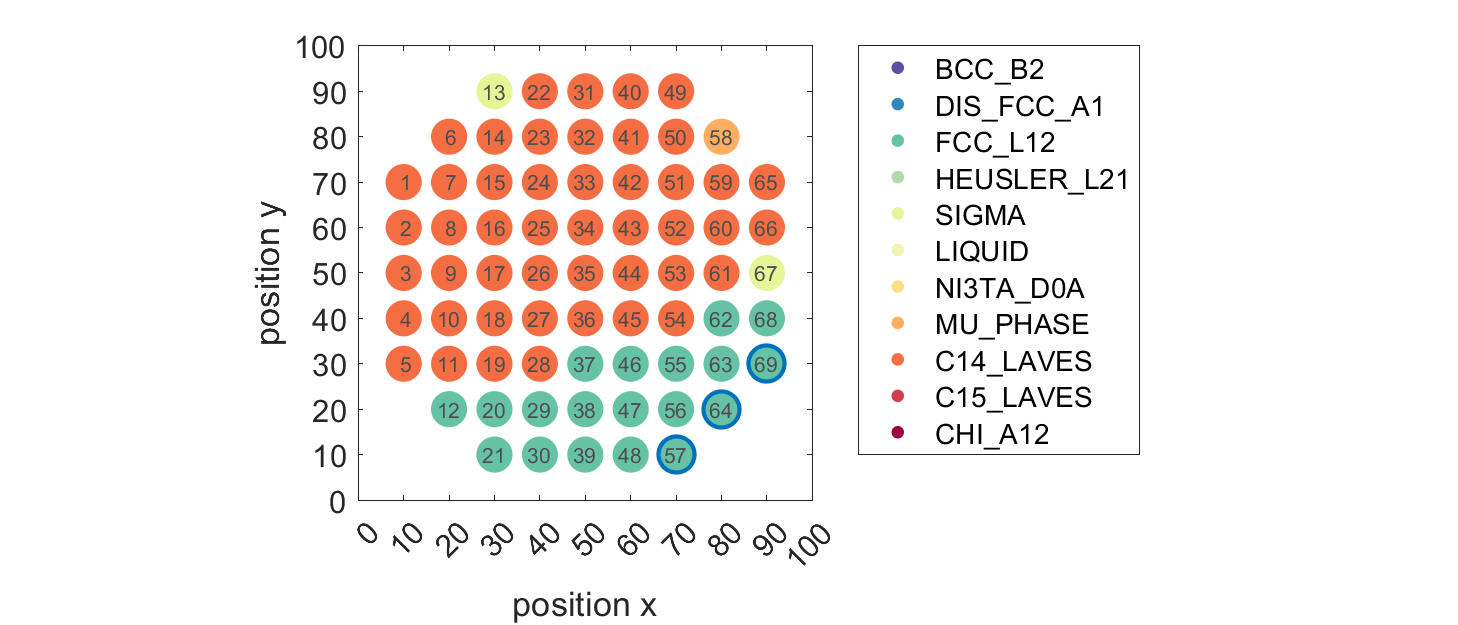 100
90 13 22 31 40 49
80 6 14 23 32 41 50 58
70 1 7 15 24 33 42 51 59 65
60 2 8 16 25 34 43 52 60 66
50 3 9 17 26 35 44 53 61 67
40 4 10 18 27 36 45 54 62 68
30 5 11 19 28 37 46 55 63 69
20 12 20 29 38 47 56 64
10 21 30 39 48 57
0
position y
0 10 20 30 40 50 60 70 80 90 100
position x
BCC_B2
DIS_FCC_A1
FCC_L12
HEUSLER_L21
SIGMA
LIQUID
NI3TA_D0A
MU_PHASE
C14_LAVES
C15_LAVES
CHI_A12